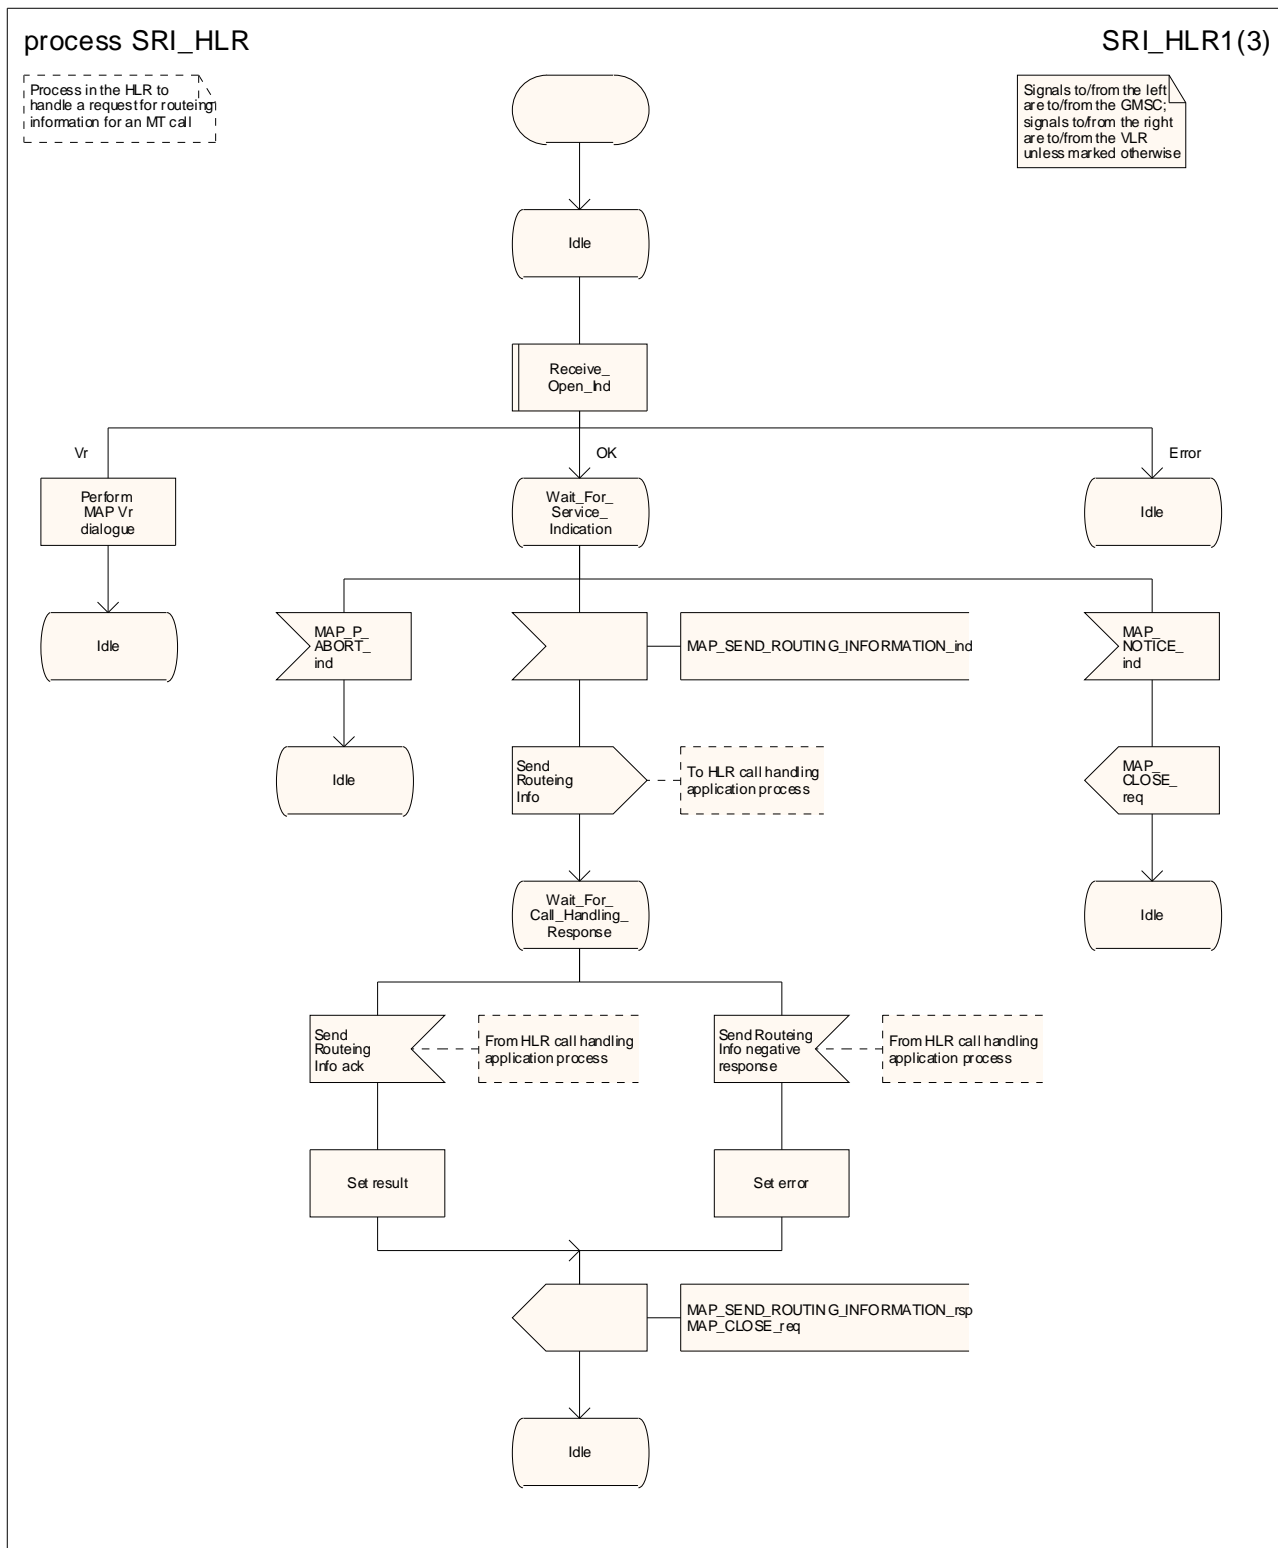 process SRI_HLR
SRI_HLR1(3)
Process in the HLR to
handle a request for routeing
information for an MT call
Signals to/from the left
are to/from the GMSC;
signals to/from the right
are to/from the VLR
unless marked otherwise
Idle
Receive_
Open_Ind
Vr
OK
Error
Perform
MAP Vr
dialogue
Wait_For_
Service_
Indication
Idle
Idle
MAP_P_
ABORT_
ind
MAP_SEND_ROUTING_INFORMATION_ind
MAP_
NOTICE_
ind
Idle
Send
Routeing
Info
To HLR call handling
application process
MAP_
CLOSE_
req
Wait_For_
Call_Handling_
Response
Idle
Send
Routeing
Info ack
From HLR call handling
application process
Send Routeing
Info negative
response
From HLR call handling
application process
Set result
Set error
MAP_SEND_ROUTING_INFORMATION_rsp
MAP_CLOSE_req
Idle